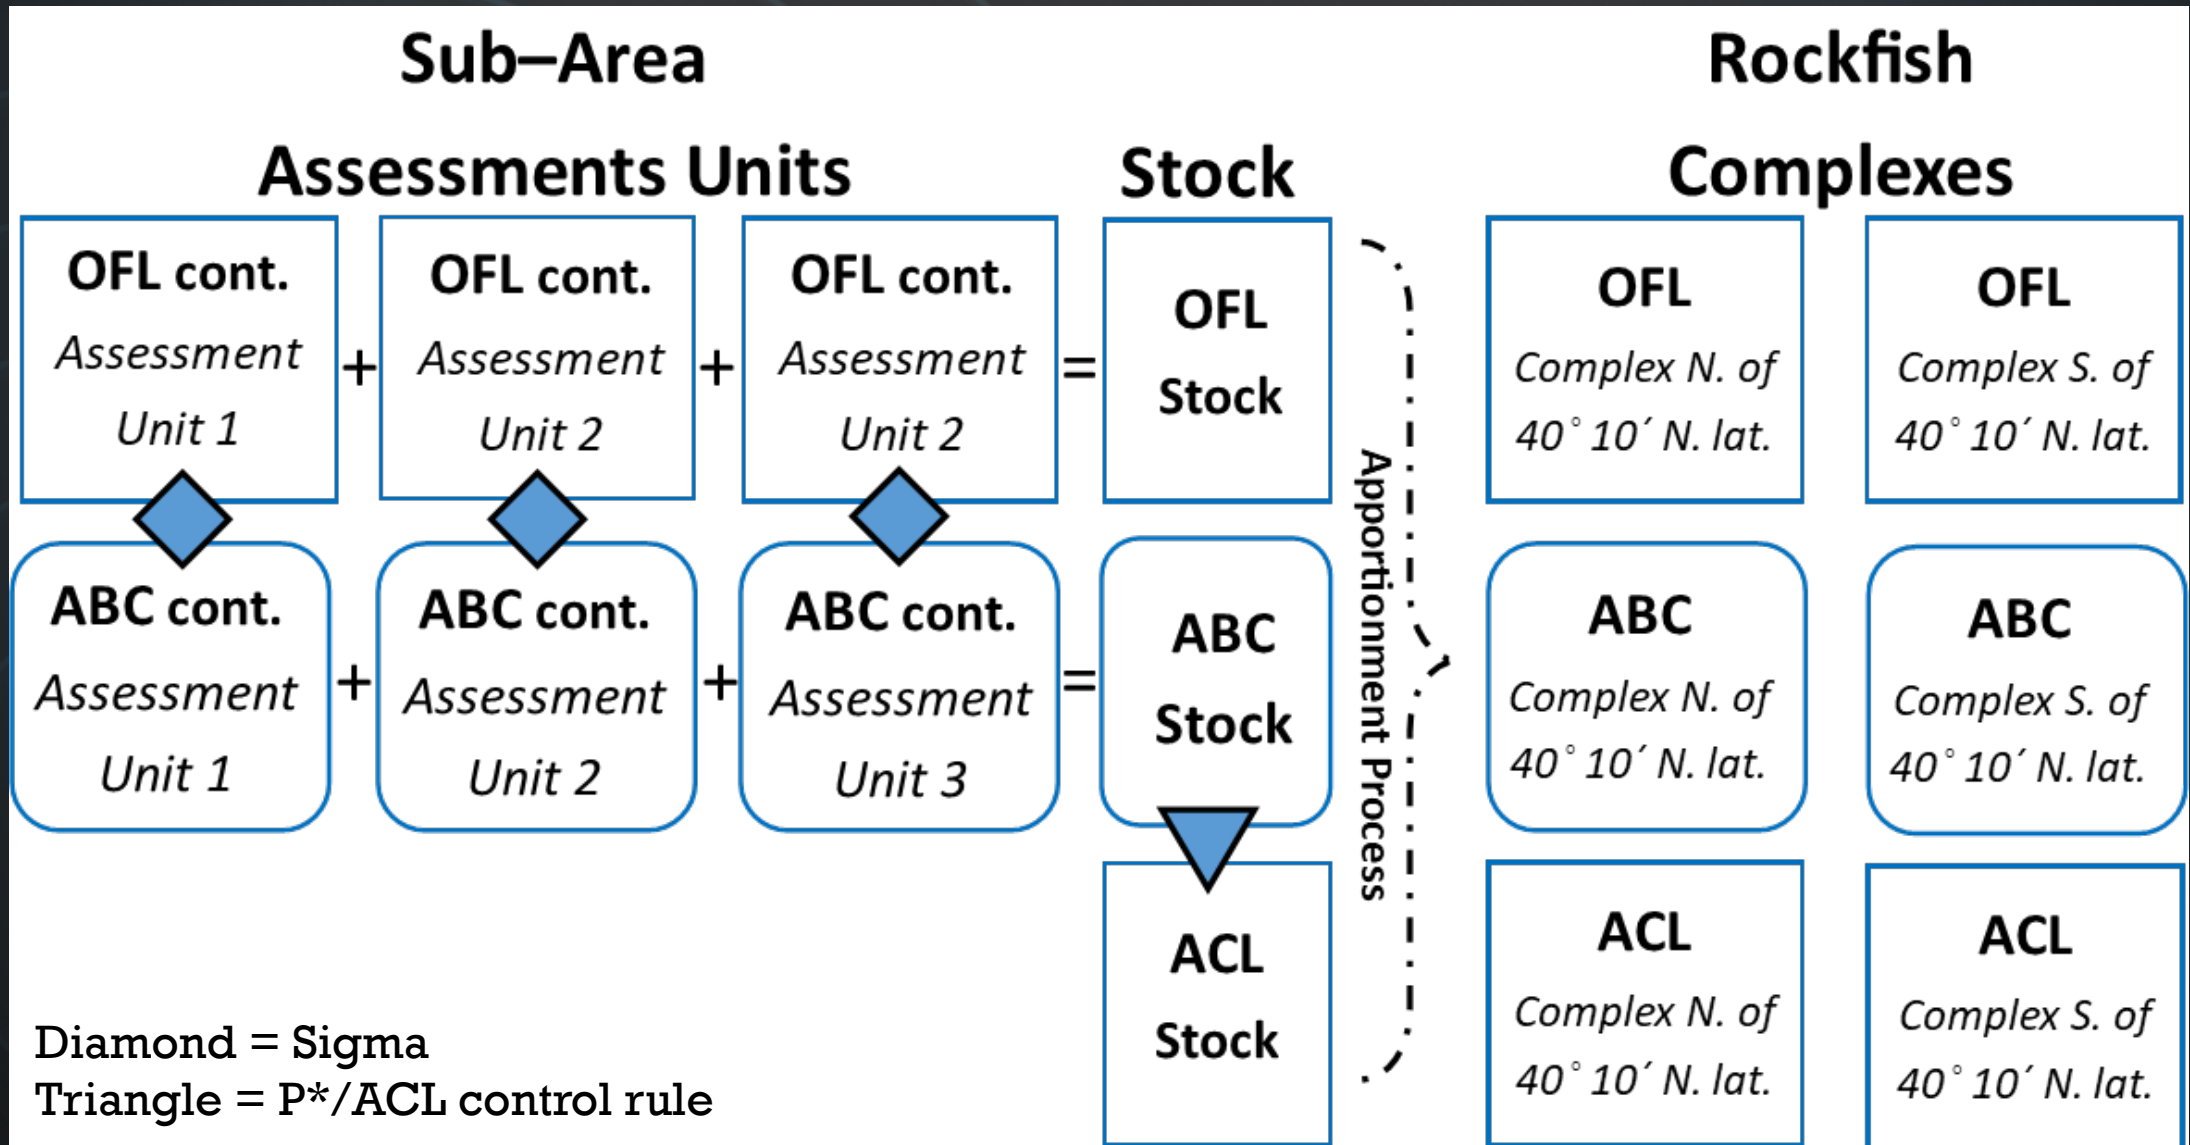 Sub–Area
Assessments Units
Stock
Rockfish
Complexes
OFL cont.
Assessment
Unit 1
+
OFL cont.
Assessment
Unit 2
+
OFL cont.
Assessment
Unit 2
=
OFL
Stock
ABC cont.
Assessment
Unit 1
+
ABC cont.
Assessment
Unit 2
+
ABC cont.
Assessment
Unit 3
=
ABC
Stock
ACL
Stock
Apportionment Process
OFL
Complex N. of
40˚ 10´ N. lat.
OFL
Complex S. of
40˚ 10´ N. lat.
ABC
Complex N. of
40˚ 10´ N. lat.
ABC
Complex S. of
40˚ 10´ N. lat.
ACL
Complex N. of
40˚ 10´ N. lat.
ACL
Complex S. of
40˚ 10´ N. lat.
Diamond = Sigma
Triangle = P*/ACL control rule